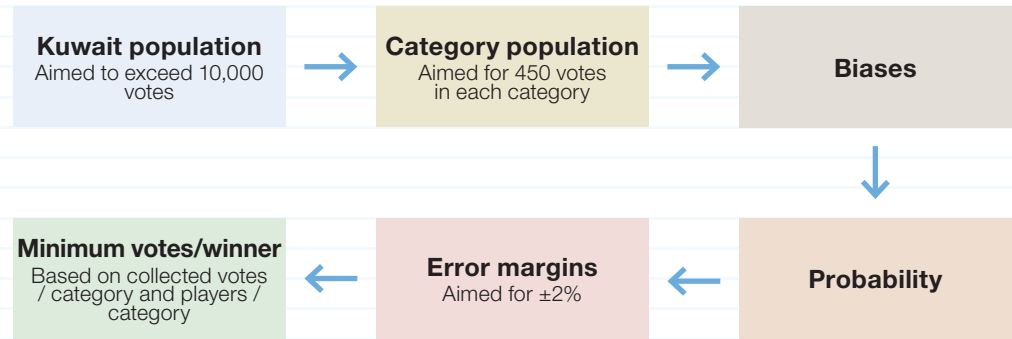 Kuwait population
Aimed to exceed 10,000
votes
Category population
Aimed for 450 votes
in each category
Biases
Probability
Error margins
Aimed for ±2%
Minimum votes/winner
Based on collected votes
/ category and players /
category